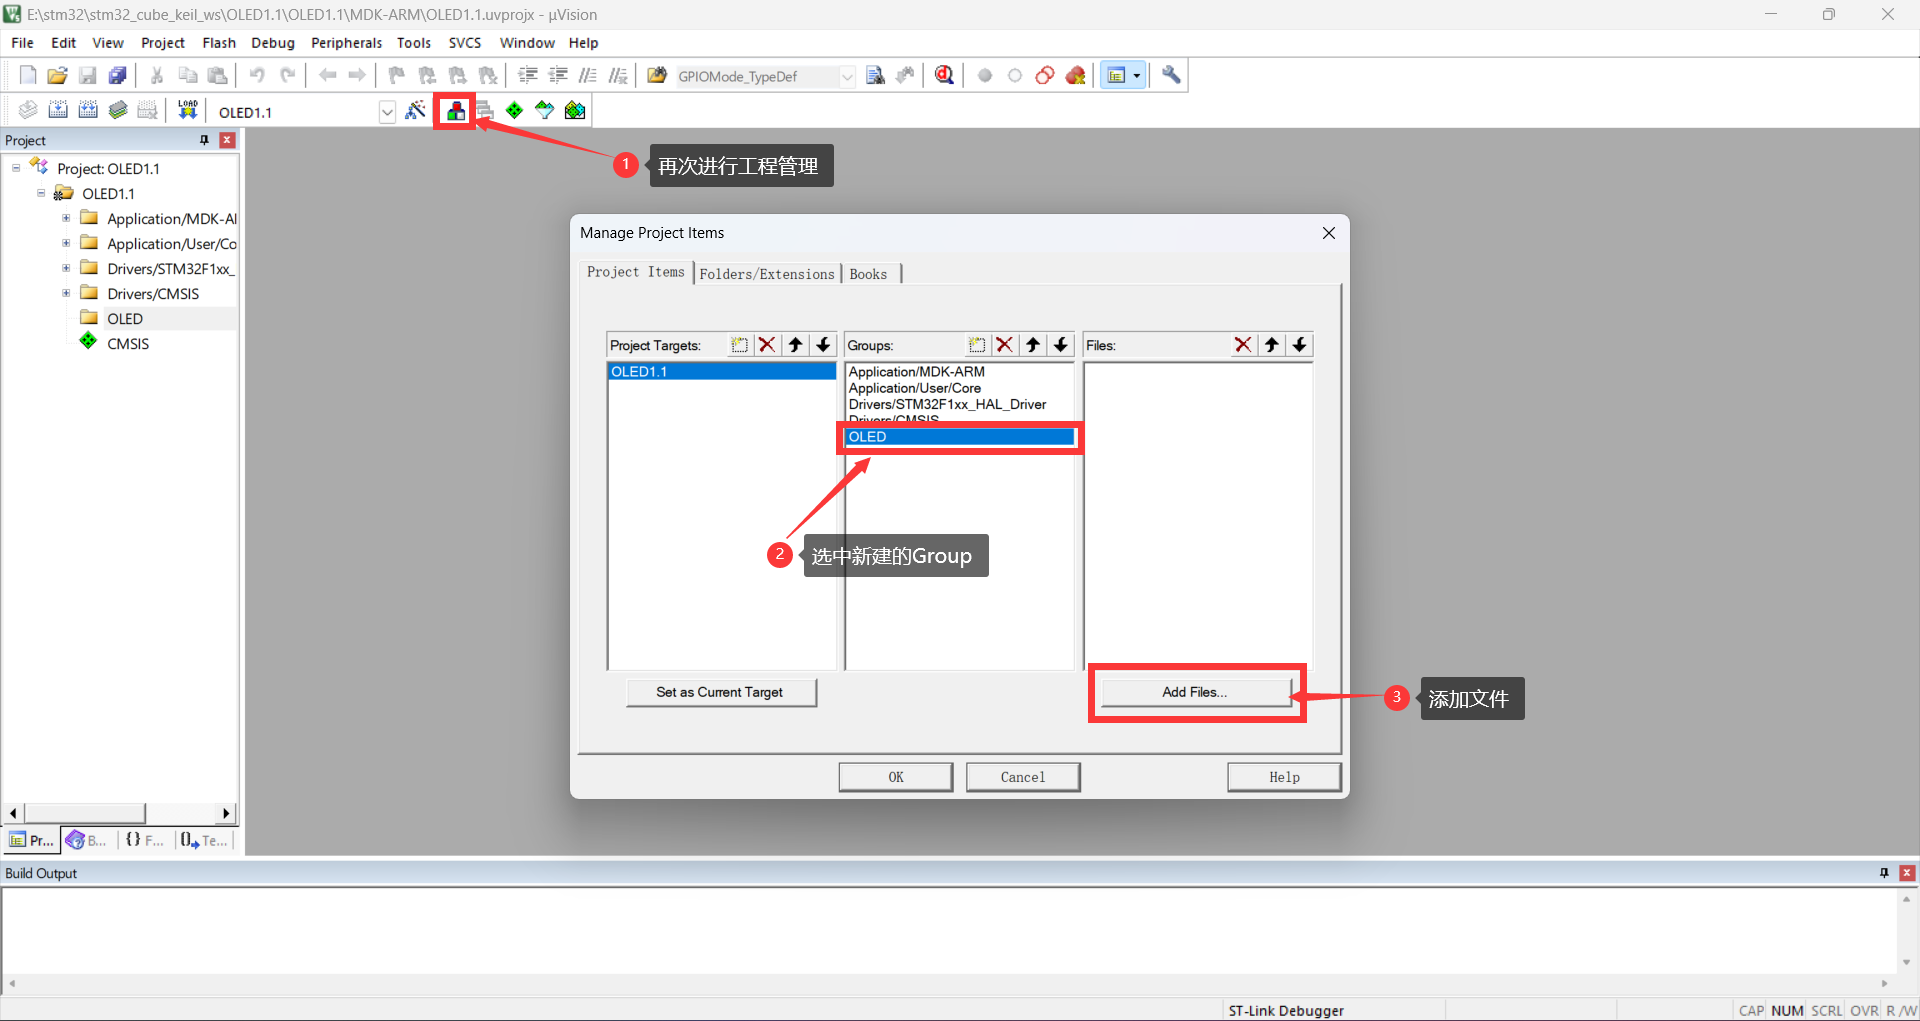 E:\stm32\stm32_cube_keil_ws\OLED1.1\OLED1.1\MDK-ARM\OLED1.1.uvprojx - µVision
File Edit View Project Flash Debug Peripherals Tools SVCS Window Help
GPIOMode_TypeDef
LOAD OLED1.1
Project
Project: OLED1.1
OLED1.1
Application/MDK-AI
Application/User/Co
Drivers/STM32F1xx_
Drivers/CMSIS
OLED
CMSIS
1 再次进行工程管理
Manage Project Items
Project Items Folders/Extensions Books
Project Targets: Groups: Files:
OLED1.1
Application/MDK-ARM
Application/User/Core
Drivers/STM32F1xx_HAL_Driver
Drivers/CMSIS
OLED
2 选中新建的Group
Set as Current Target Add Files...
3 添加文件
OK Cancel Help
Pr... B... {} F... Te...
Build Output
ST-Link Debugger
CAP NUM SCRL OVR R/W